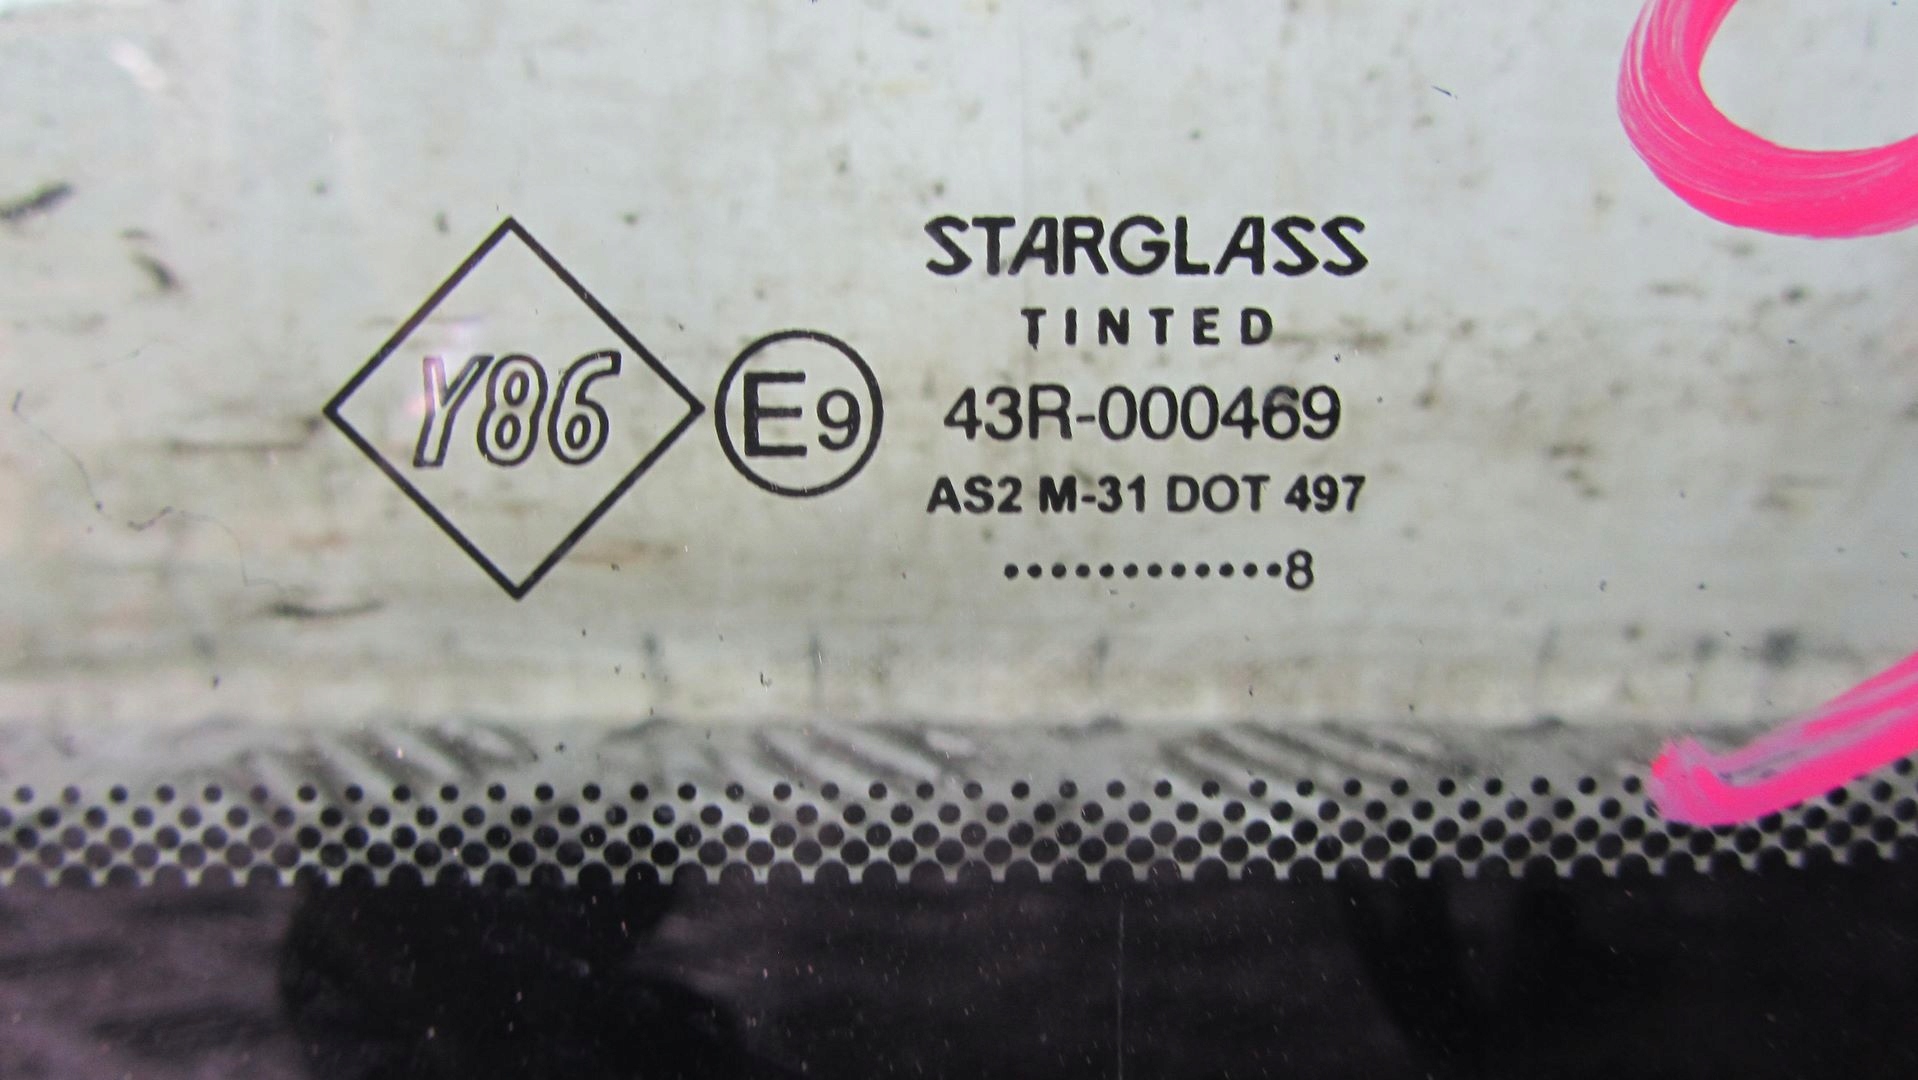 Y86
E9
STARGLASS
TINTED
43R-000469
AS2 M-31 DOT 497
••••••••••••8